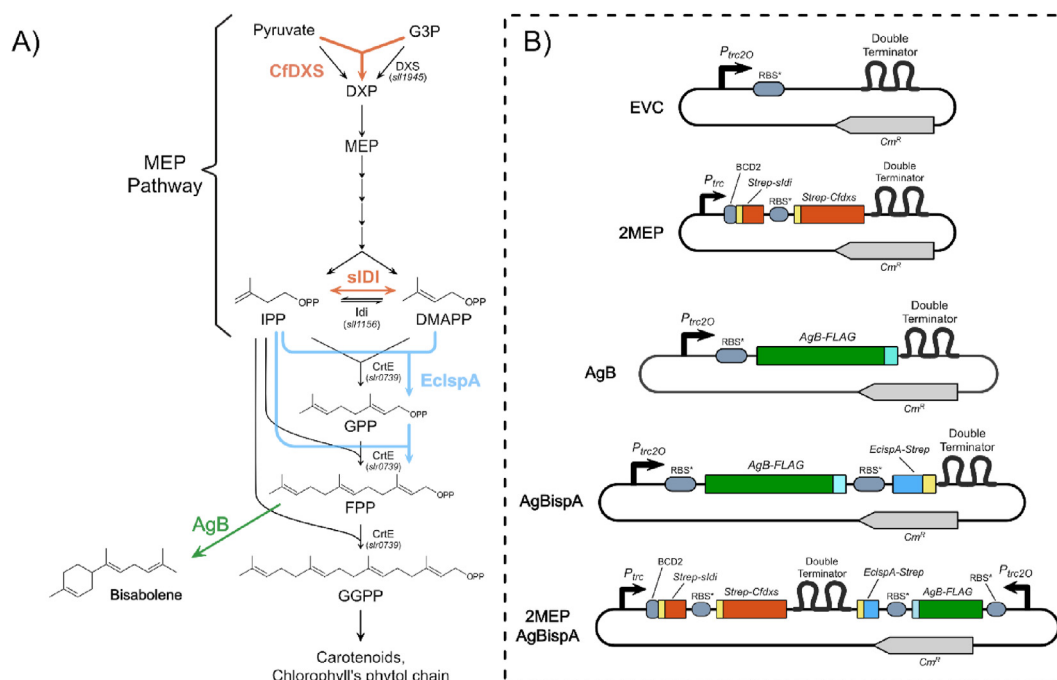 A)
Pyruvate
G3P
CfDXS
DXS
(sll1945)
DXP
MEP
Pathway
MEP
sIDI
OPP
Idi
(sll1156)
OPP
IPP
DMAPP
CrtE
(slr0739)
EcIspA
OPP
GPP
CrtE
(slr0739)
OPP
FPP
AgB
CrtE
(slr0739)
OPP
Bisabolene
GGPP
Carotenoids,
Chlorophyll's phytol chain
B)
Double
Terminator
Ptrc2O
RBS*
EVC
CmR
Double
Terminator
BCD2
Strep-sIdi
Ptrc
RBS*
Strep-Cfdxs
2MEP
CmR
Double
Terminator
Ptrc2O
AgB-FLAG
RBS*
AgB
CmR
Double
Terminator
EcispA-Strep
Ptrc2O
AgB-FLAG
RBS*
RBS*
AgBispA
CmR
BCD2
Double
Terminator
EcIspA-Strep
RBS*
Ptrc
Strep-sIdi
Strep-Cfdxs
Ptrc2O
RBS*
RBS*
AgB-FLAG
2MEP
AgBispA
CmR